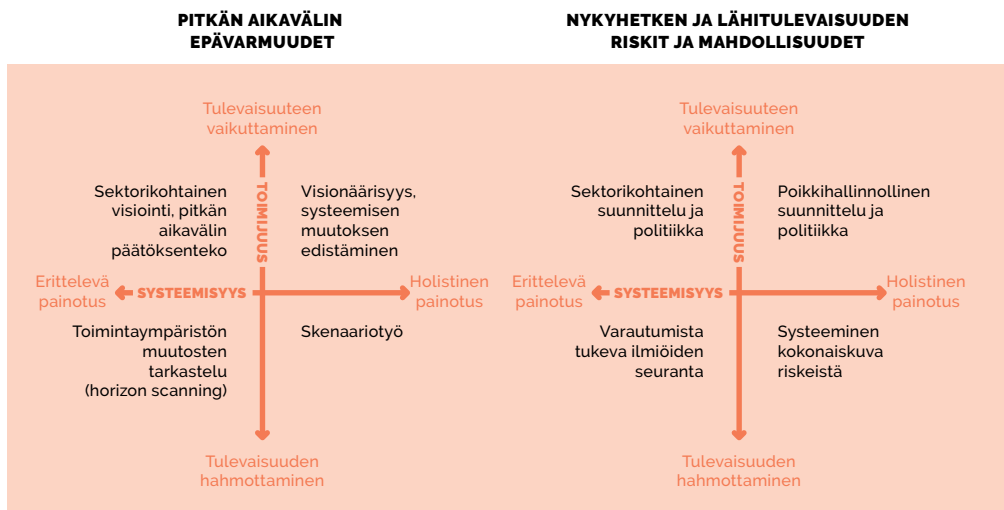 PITKÄN AIKAVÄLIN
EPÄVARMUUDET
Tulevaisuuteen
vaikuttaminen
Sektorikohtainen
visiointi, pitkän
aikavälin
päätöksenteko
TOIMIJUUS
Visionäärisyys,
systeemisen
muutoksen
edistäminen
Erittelevä
painotus
SYSTEEMISYYS
Holistinen
painotus
Toimintaympäristön
muutosten
tarkastelu
(horizon scanning)
Skenaariotyö
Tulevaisuuden
hahmottaminen
NYKYHETKEN JA LÄHITULEVAISUUDEN
RISKIT JA MAHDOLLISUUDET
Tulevaisuuteen
vaikuttaminen
Sektorikohtainen
suunnittelu ja
politiikka
TOIMIJUUS
Poikkihallinnollinen
suunnittelu ja
politiikka
Erittelevä
painotus
SYSTEEMISYYS
Holistinen
painotus
Varautumista
tukeva ilmiöiden
seuranta
Systeeminen
kokonaiskuva
riskeistä
Tulevaisuuden
hahmottaminen